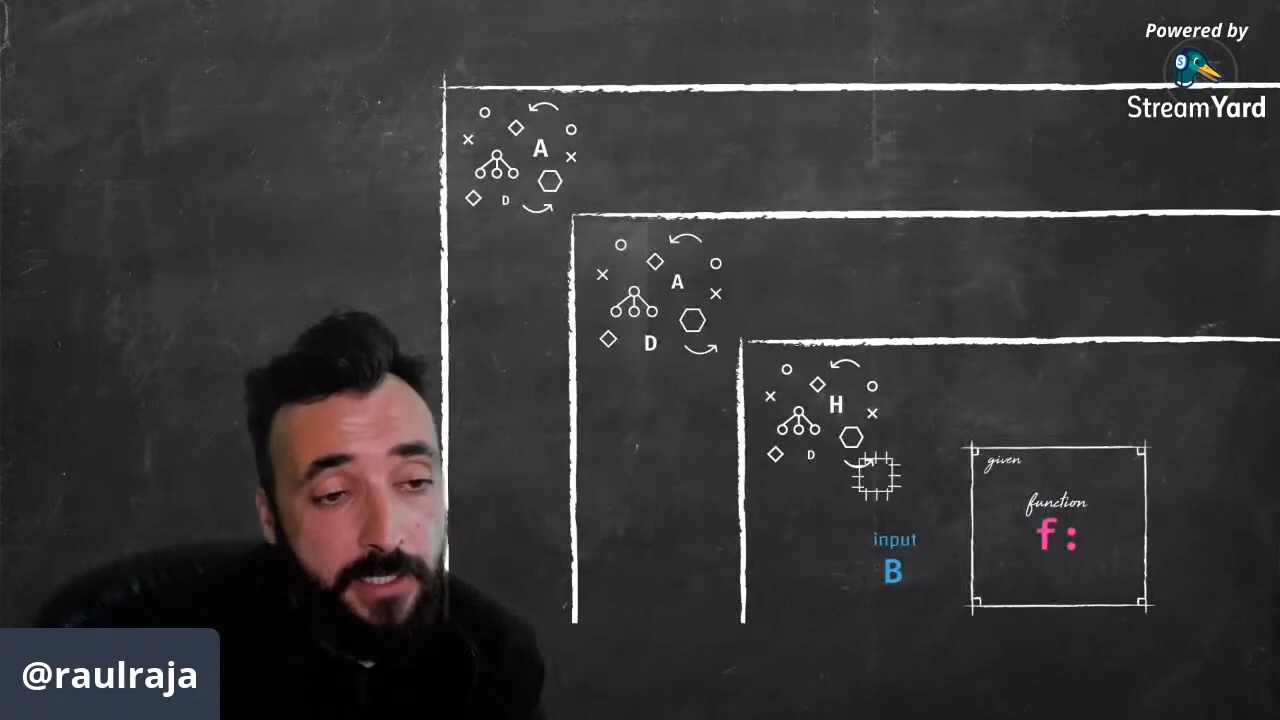 Powered by
StreamYard
A
D
A
D
H
D
given
function
f:
input
B
@raulraja